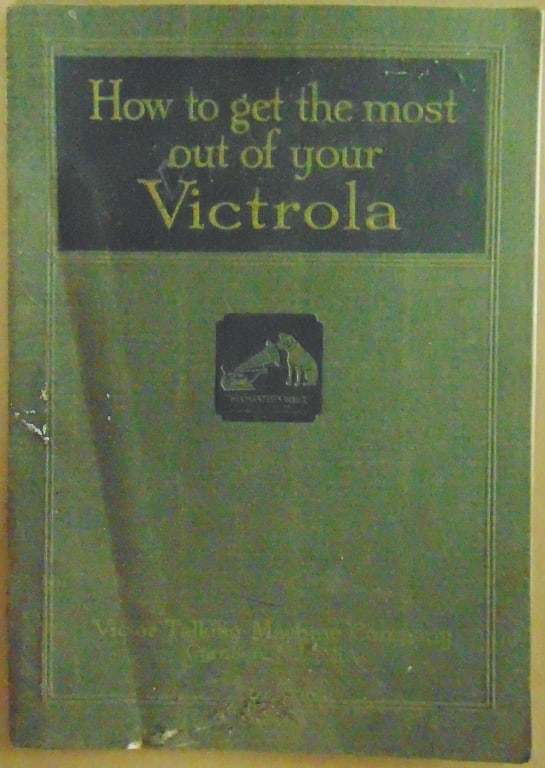 How to get the most
out of your
Victrola
"HIS MASTER'S VOICE"
Victor Talking Machine Company